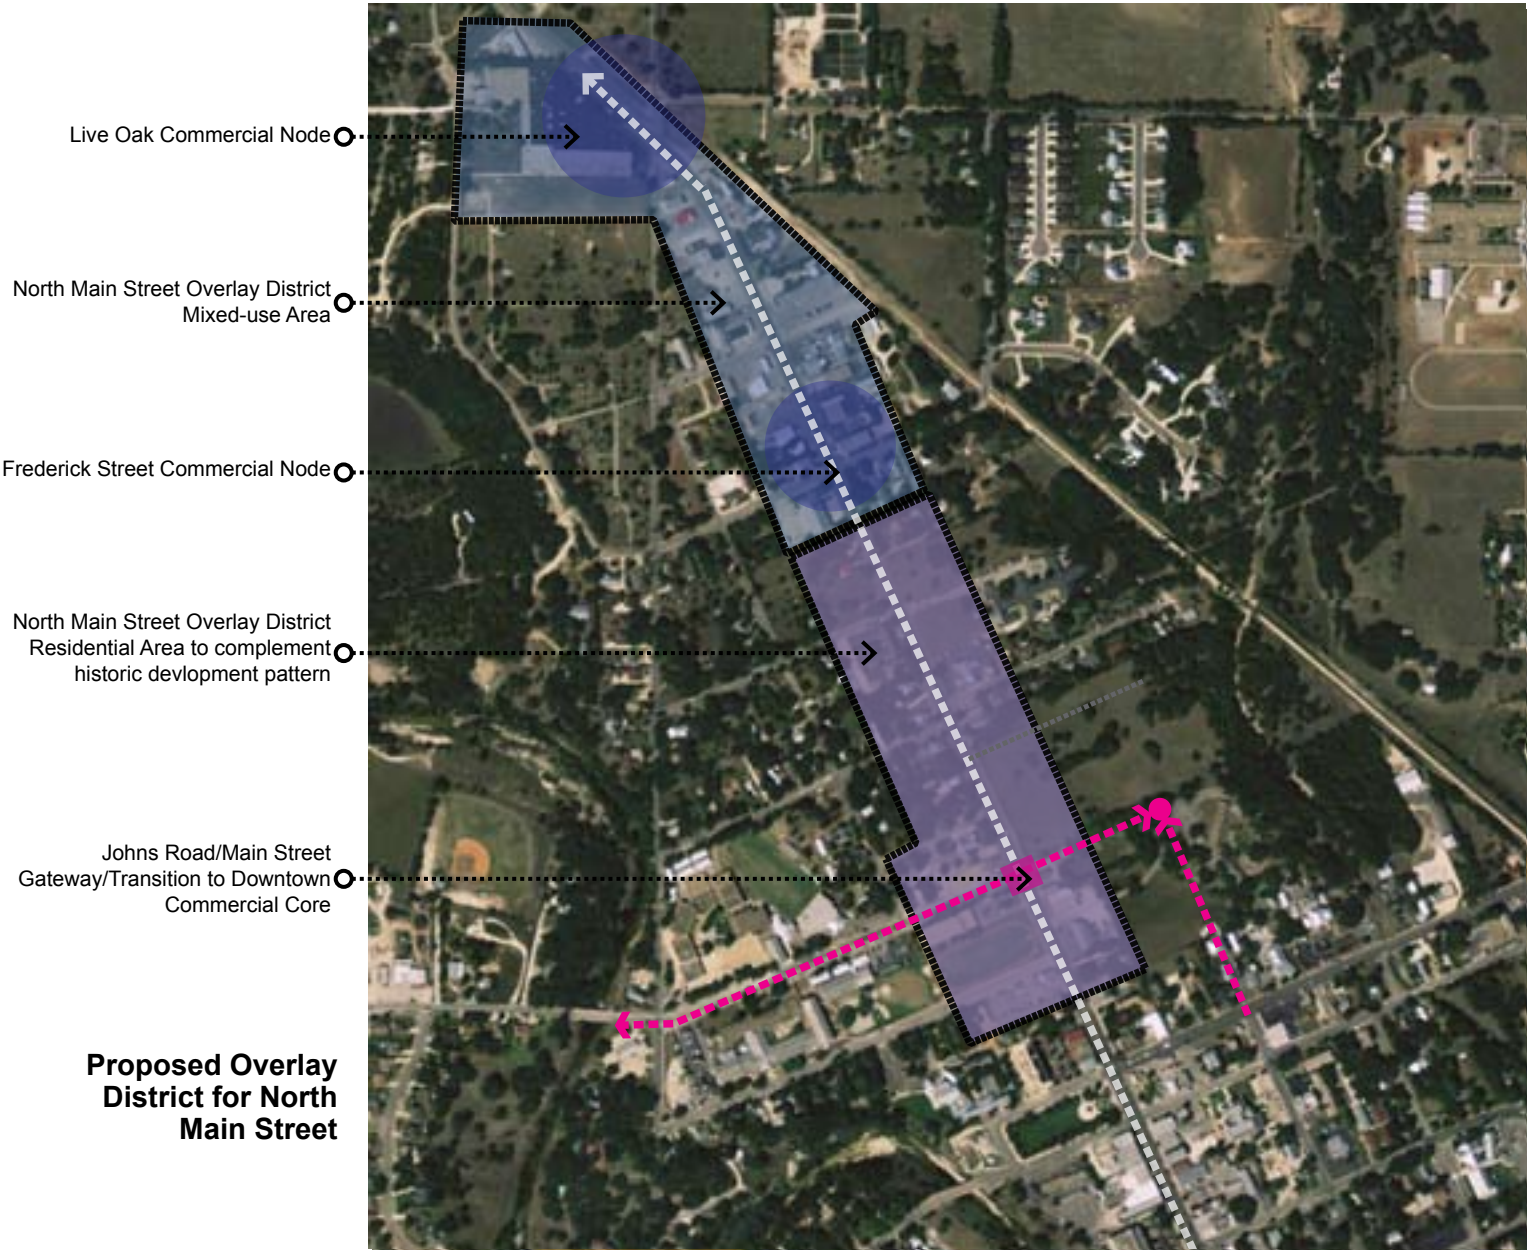 Live Oak Commercial Node
North Main Street Overlay District
Mixed-use Area
Frederick Street Commercial Node
North Main Street Overlay District
Residential Area to complement
historic devlopment pattern
Johns Road/Main Street
Gateway/Transition to Downtown
Commercial Core
Proposed Overlay
District for North
Main Street